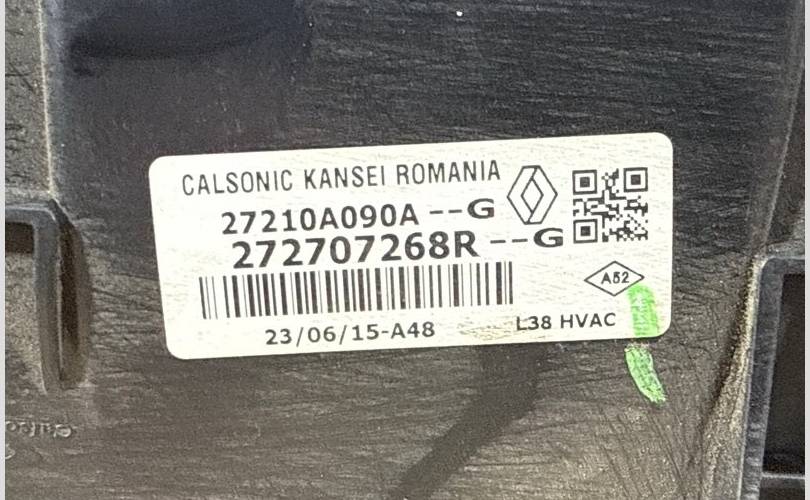 CALSONIC KANSEI ROMANIA
27210A090A --G
272707268R --G
A52
23/06/15-A48
L38 HVAC